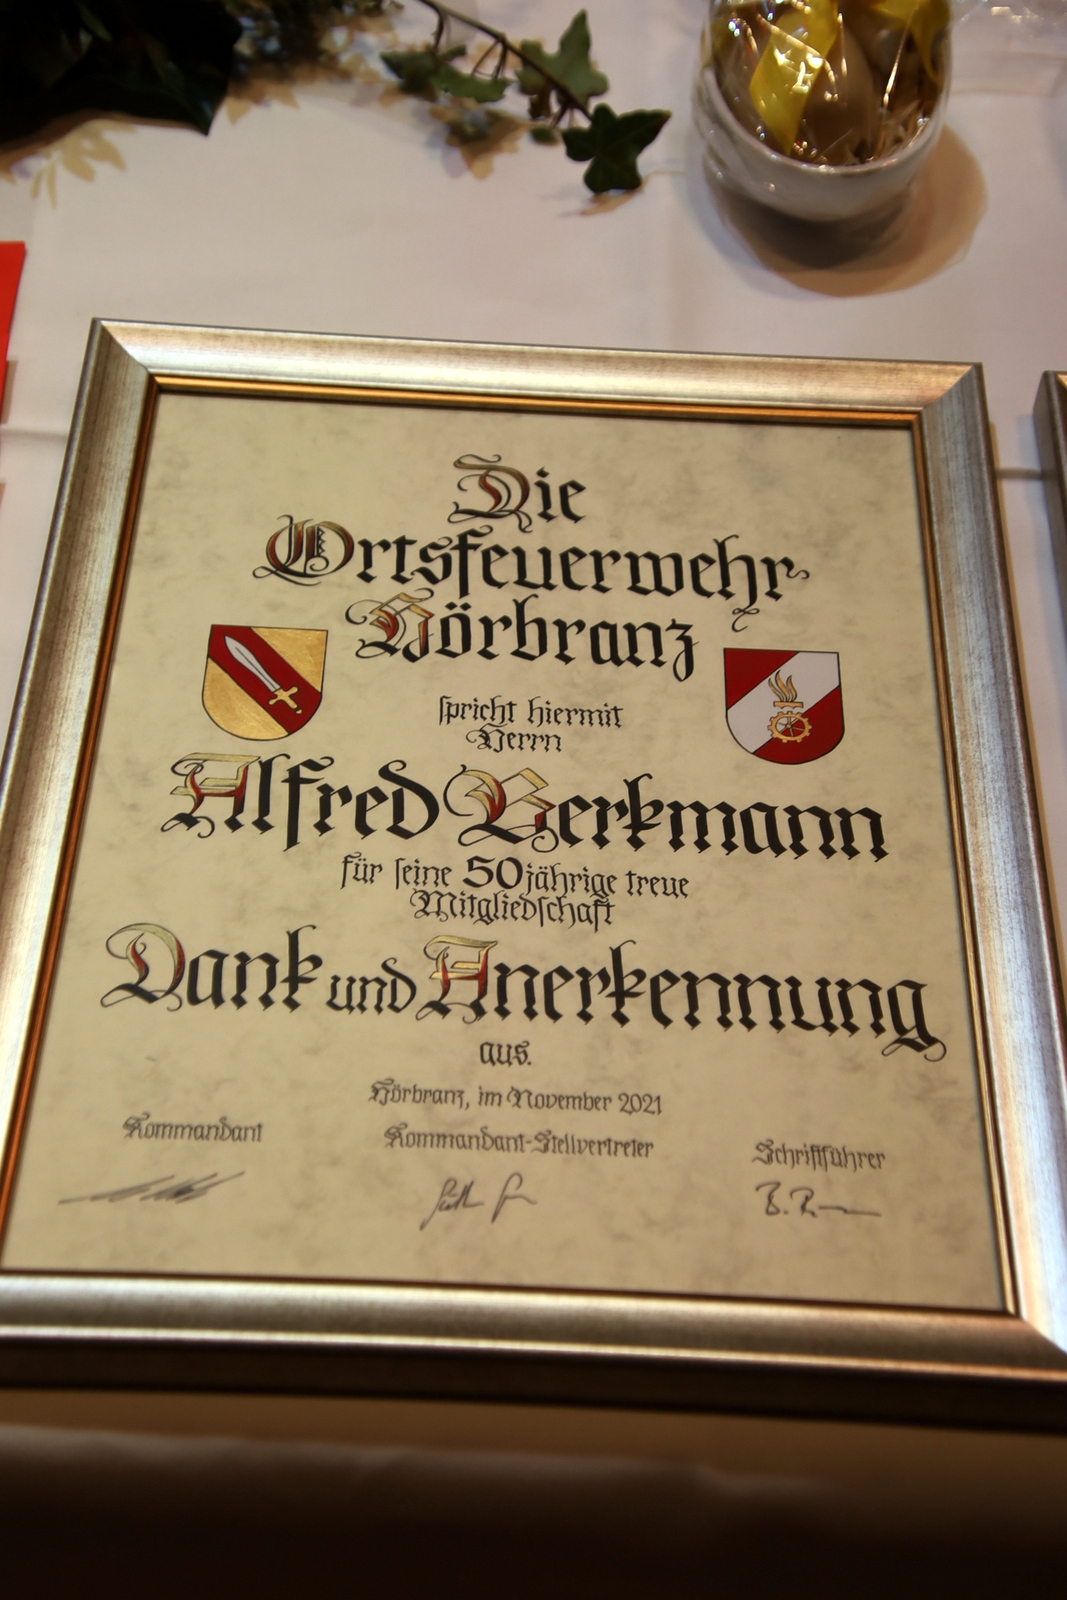 Die
Ortsfeuerwehr
Hörbranz
spricht hiermit
Herrn
Alfred Berkmann
für seine 50jährige treue
Mitgliedschaft
Dank und Anerkennung
aus.
Hörbranz, im November 2021
Kommandant Kommandant-Stellvertreter Schriftführer